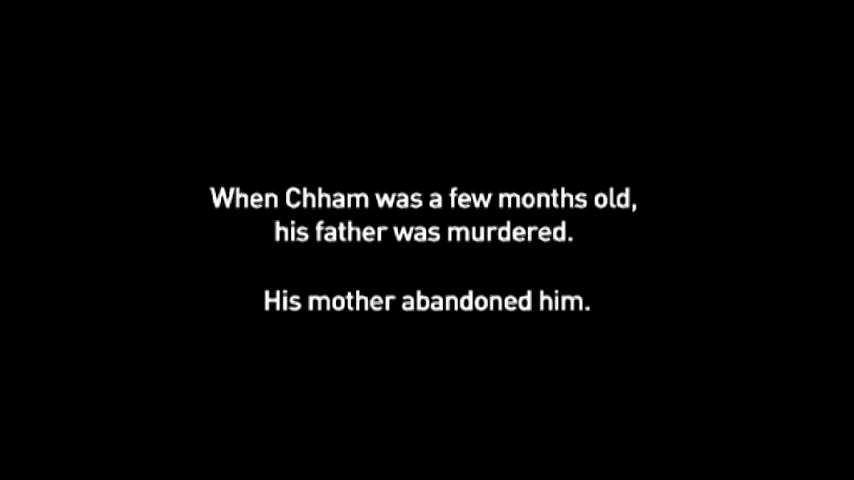 When Chham was a few months old,
his father was murdered.
His mother abandoned him.